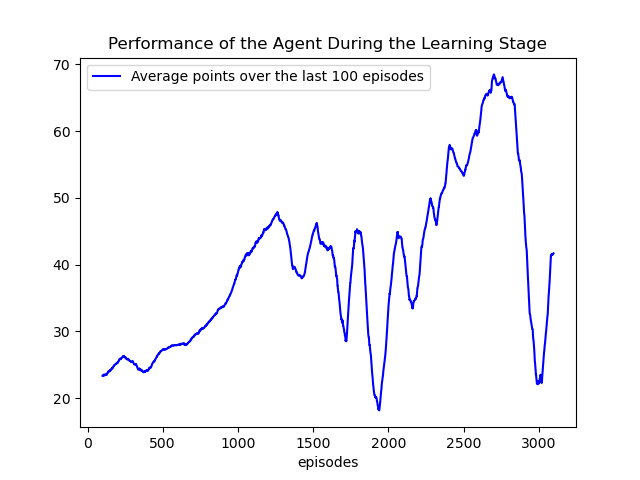 Performance of the Agent During the Learning Stage
Average points over the last 100 episodes
70
60
50
40
30
20
0 500 1000 1500 2000 2500 3000
episodes